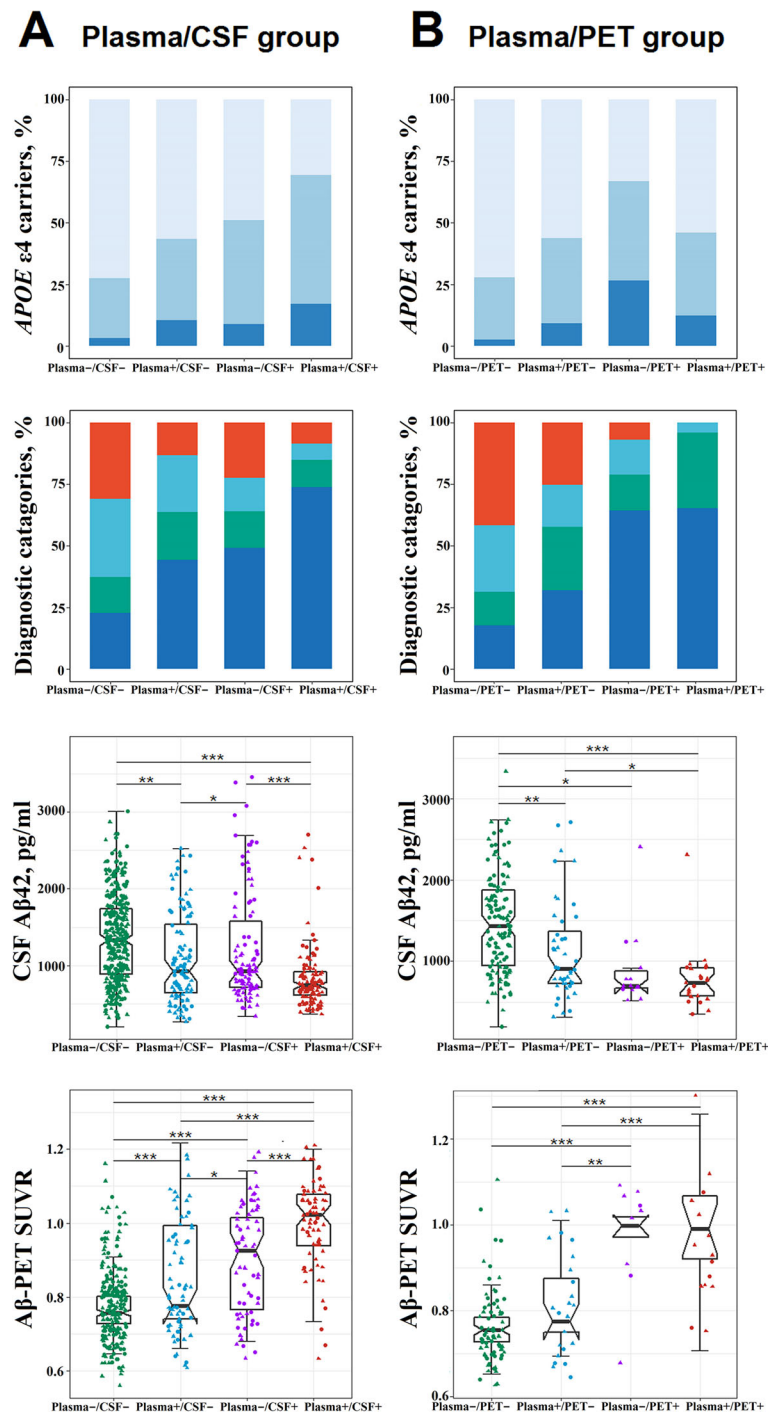 A Plasma/CSF group
B Plasma/PET group
APOE ε4 carriers, %
100
75
50
25
0
Plasma−/CSF− Plasma+/CSF− Plasma−/CSF+ Plasma+/CSF+
APOE ε4 carriers, %
100
75
50
25
0
Plasma−/PET− Plasma+/PET− Plasma−/PET+ Plasma+/PET+
Diagnostic catagories, %
100
75
50
25
0
Plasma−/CSF− Plasma+/CSF− Plasma−/CSF+ Plasma+/CSF+
Diagnostic catagories, %
100
75
50
25
0
Plasma−/PET− Plasma+/PET− Plasma−/PET+ Plasma+/PET+
CSF Aβ42, pg/ml
3000
2000
1000
***
** ***
*
Plasma−/CSF− Plasma+/CSF− Plasma−/CSF+ Plasma+/CSF+
CSF Aβ42, pg/ml
3000
2000
1000
***
*
*
**
Plasma−/PET− Plasma+/PET− Plasma−/PET+ Plasma+/PET+
Aβ-PET SUVR
1.2
1.0
0.8
0.6
***
***
***
*** ***
*
Plasma−/CSF− Plasma+/CSF− Plasma−/CSF+ Plasma+/CSF+
Aβ-PET SUVR
1.2
1.0
0.8
0.6
***
***
***
**
Plasma−/PET− Plasma+/PET− Plasma−/PET+ Plasma+/PET+